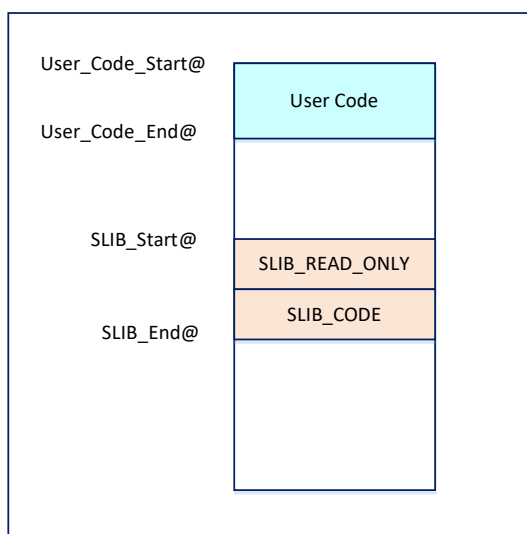 User_Code_Start@
User Code
User_Code_End@
SLIB_Start@
SLIB_READ_ONLY
SLIB_CODE
SLIB_End@